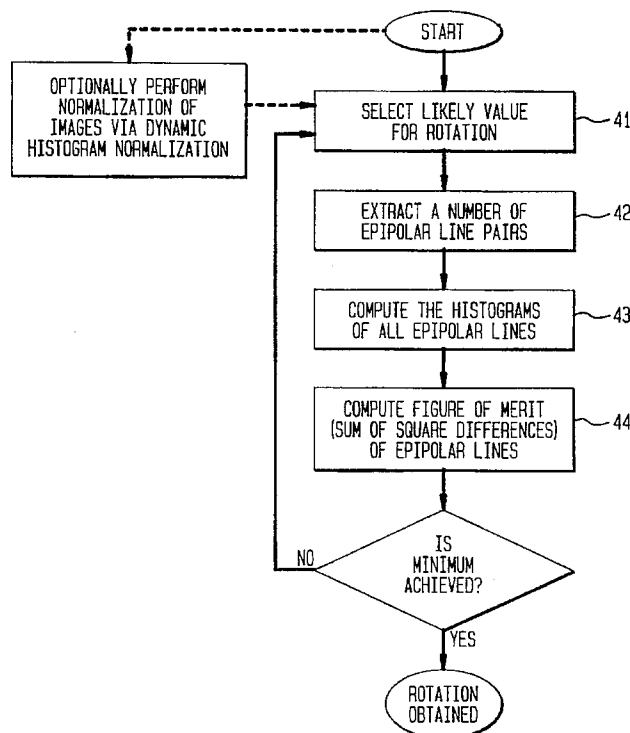 START
OPTIONALLY PERFORM
NORMALIZATION OF
IMAGES VIA DYNAMIC
HISTOGRAM NORMALIZATION
SELECT LIKELY VALUE
FOR ROTATION
41
EXTRACT A NUMBER OF
EPIPOLAR LINE PAIRS
42
COMPUTE THE HISTOGRAMS
OF ALL EPIPOLAR LINES
43
COMPUTE FIGURE OF MERIT
(SUM OF SQUARE DIFFERENCES)
OF EPIPOLAR LINES
44
IS
MINIMUM
ACHIEVED?
NO
YES
ROTATION
OBTAINED